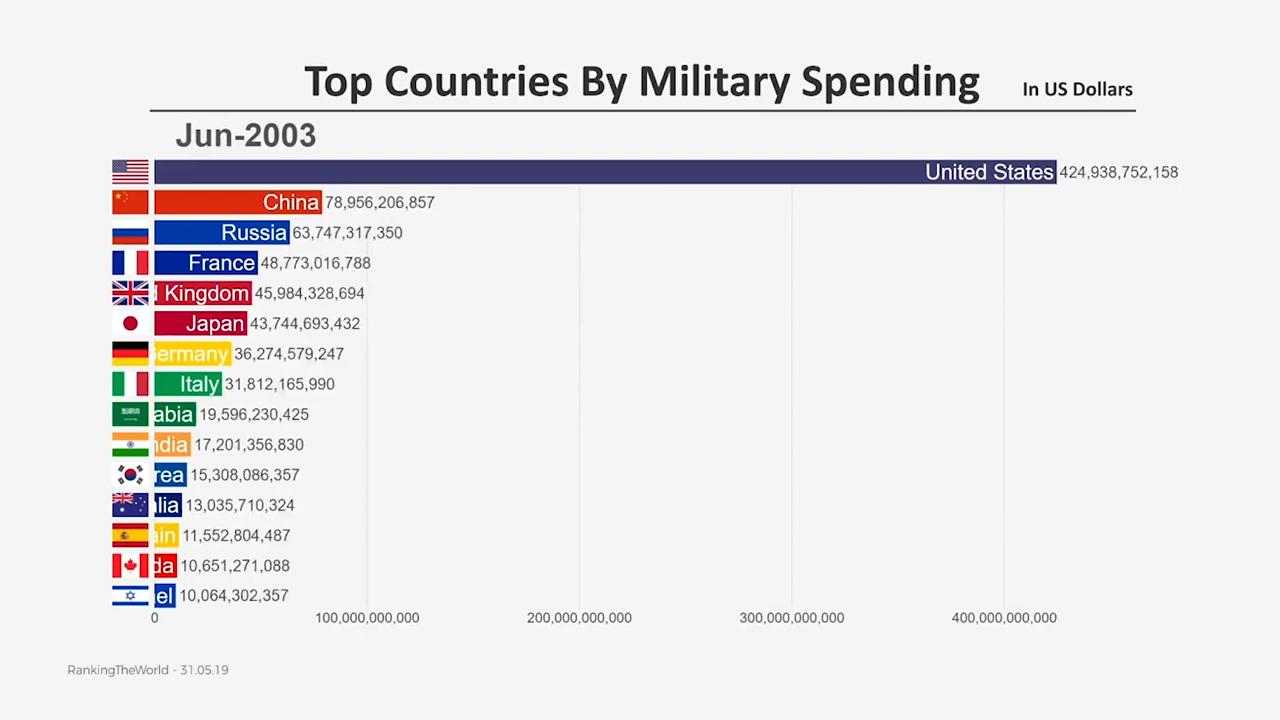 Top Countries By Military Spending In US Dollars
Jun-2003
United States 424,938,752,158
China 78,956,206,857
Russia 63,747,317,350
France 48,773,016,788
Kingdom 45,984,328,694
Japan 43,744,693,432
Germany 36,274,579,247
Italy 31,812,165,990
abia 19,596,230,425
ndia 17,201,356,830
rea 15,308,086,357
alia 13,035,710,324
ain 11,552,804,487
da 10,651,271,088
el 10,064,302,357
0 100,000,000,000 200,000,000,000 300,000,000,000 400,000,000,000
RankingTheWorld - 31.05.19